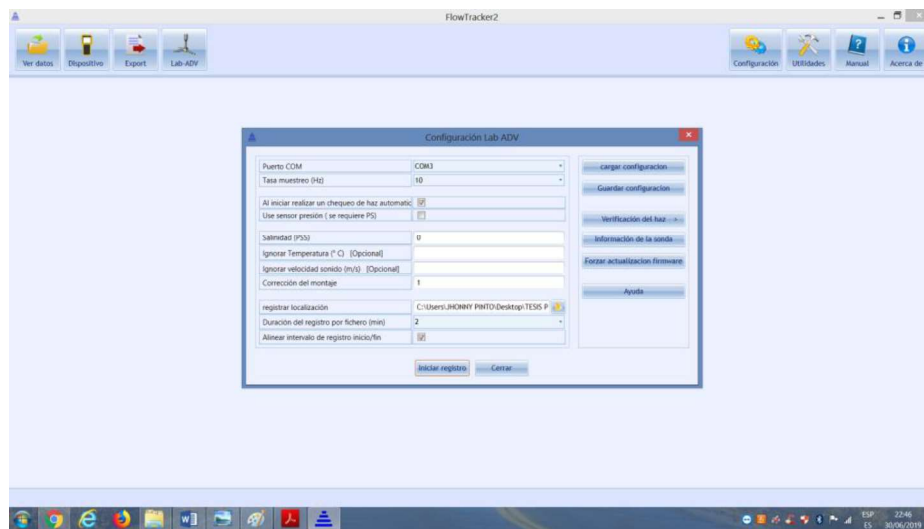 FlowTracker2
Ver datos Dispositivo Export Lab-ADV Configuración Utilidades Manual Acerca de
Configuración Lab ADV
Puerto COM COM3
Tasa muestreo (Hz) 10
Al iniciar realizar un chequeo de haz automatic
Use sensor presión ( se requiere PS)
Salinidad (PSS) 0
Ignorar Temperatura (° C) [Opcional]
Ignorar velocidad sonido (m/s) [Opcional]
Corrección del montaje 1
registrar localización C:\Users\JHONNY PINTO\Desktop\TESIS P
Duración del registro por fichero (min) 2
Alinear intervalo de registro inicio/fin
cargar configuracion
Guardar configuracion
Verificación del haz
Información de la sonda
Forzar actualizacion firmware
Ayuda
Iniciar registro Cerrar
ESP 22:46
ES 30/06/2019